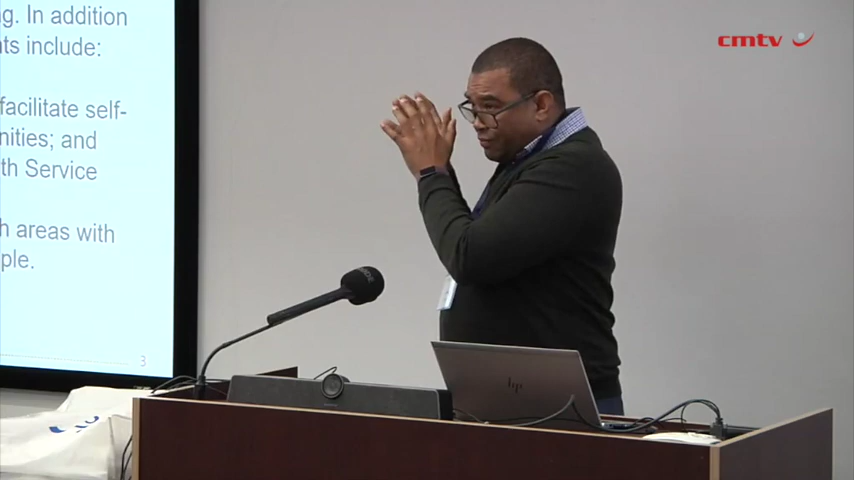 g. In addition
ts include:
facilitate self-
nities; and
th Service
h areas with
ple.
3
cmtv
hp